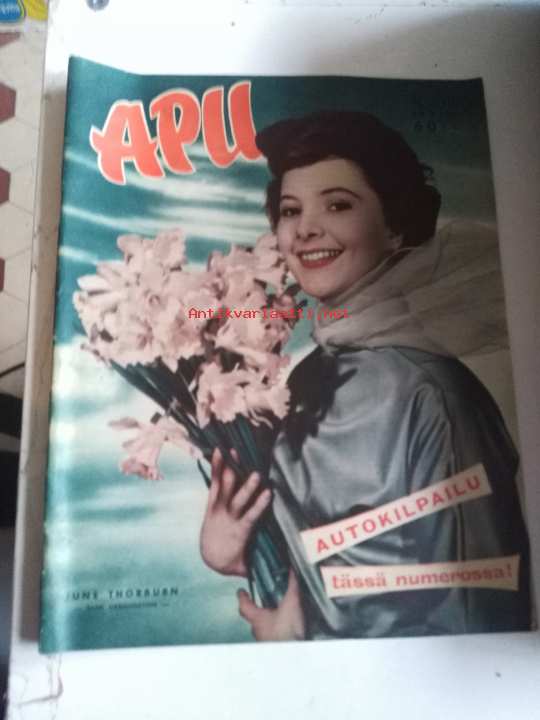 APU
Antikvariaatti.net
AUTOKILPAILU
tässä numerossa!
JUNE THORBURN